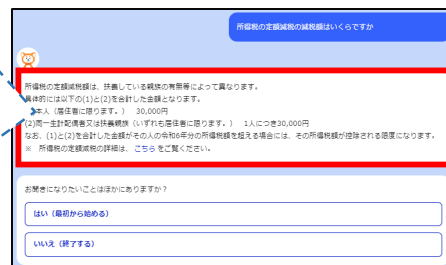 所得税の定額減税の減税額はいくらですか
所得税の定額減税額は、扶養している親族の有無等によって異なります。
具体的には以下の(1)と(2)を合計した金額となります。
本人（居住者に限ります。） 30,000円
(2)同一生計配偶者又は扶養親族（いずれも居住者に限ります。） 1人につき30,000円
なお、(1)と(2)を合計した金額がその人の令和6年分の所得税額を超える場合には、その所得税額が控除される限度になります。
※ 所得税の定額減税の詳細は、こちらをご覧ください。
お聞きになりたいことはほかにありますか？
はい（最初から始める）
いいえ（終了する）